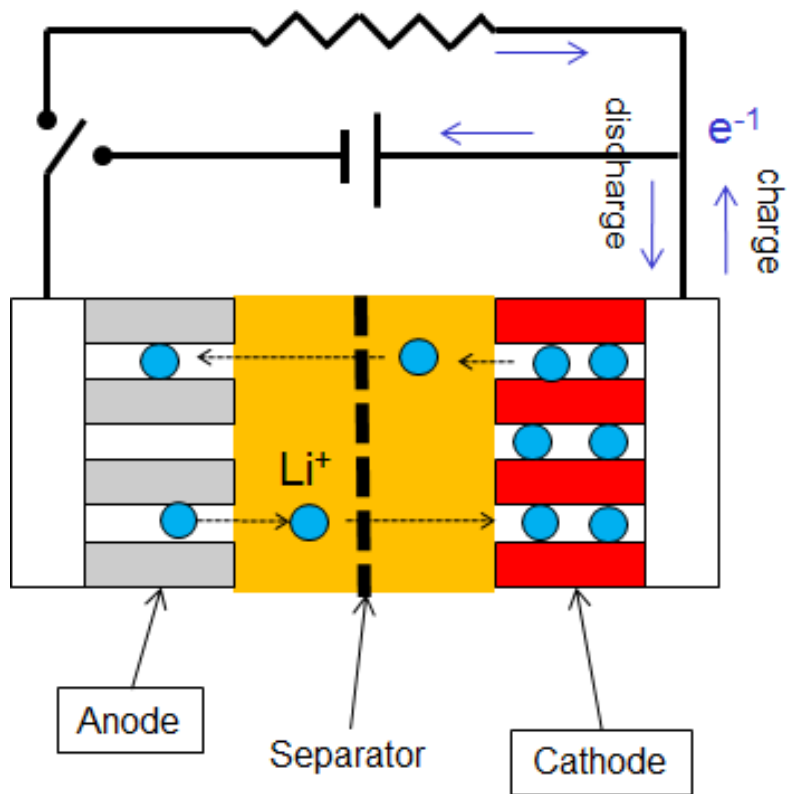 discharge
e⁻¹
charge
Li⁺
Anode
Separator
Cathode